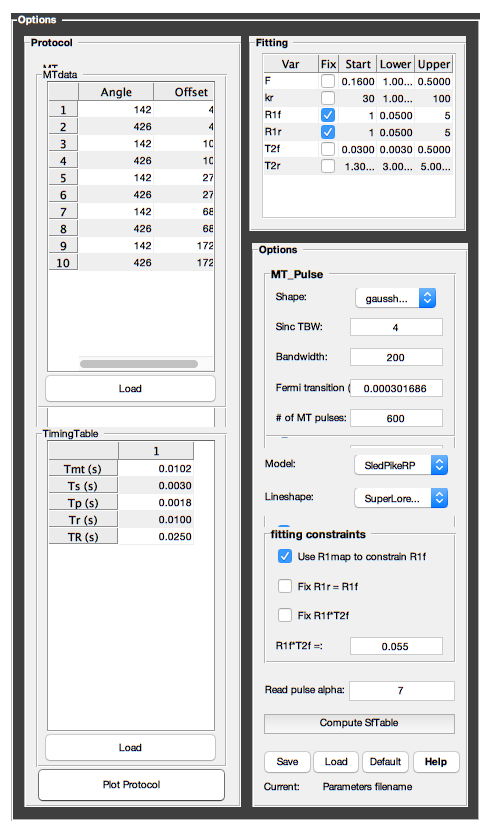 Options
Protocol
MTdata
Angle Offset
1 142 4
2 426 4
3 142 10
4 426 10
5 142 27
6 426 27
7 142 68
8 426 68
9 142 172
10 426 172
Load
TimingTable
1
Tmt (s) 0.0102
Ts (s) 0.0030
Tp (s) 0.0018
Tr (s) 0.0100
TR (s) 0.0250
Load
Plot Protocol
Fitting
Var Fix Start Lower Upper
F 0.1600 1.00... 0.5000
kr 30 1.00... 100
R1f 1 0.0500 5
R1r 1 0.0500 5
T2f 0.0300 0.0030 0.5000
T2r 1.30... 3.00... 5.00...
Options
MT_Pulse
Shape: gaussh...
Sinc TBW: 4
Bandwidth: 200
Fermi transition ( 0.000301686
# of MT pulses: 600
Model: SledPikeRP
Lineshape: SuperLore...
fitting constraints
Use R1map to constrain R1f
Fix R1r = R1f
Fix R1f*T2f
R1f*T2f =: 0.055
Read pulse alpha: 7
Compute SfTable
Save Load Default Help
Current: Parameters filename